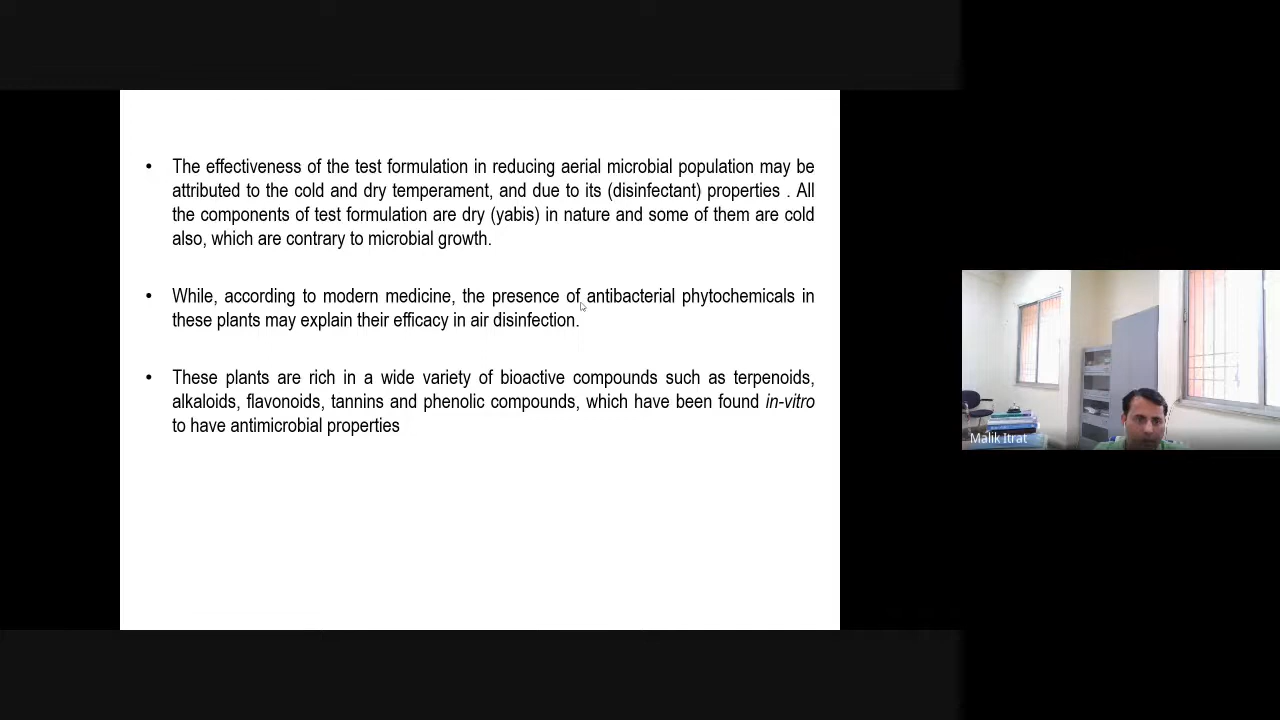 • The effectiveness of the test formulation in reducing aerial microbial population may be
attributed to the cold and dry temperament, and due to its (disinfectant) properties . All
the components of test formulation are dry (yabis) in nature and some of them are cold
also, which are contrary to microbial growth.
• While, according to modern medicine, the presence of antibacterial phytochemicals in
these plants may explain their efficacy in air disinfection.
• These plants are rich in a wide variety of bioactive compounds such as terpenoids,
alkaloids, flavonoids, tannins and phenolic compounds, which have been found in-vitro
to have antimicrobial properties
Malik Itrat